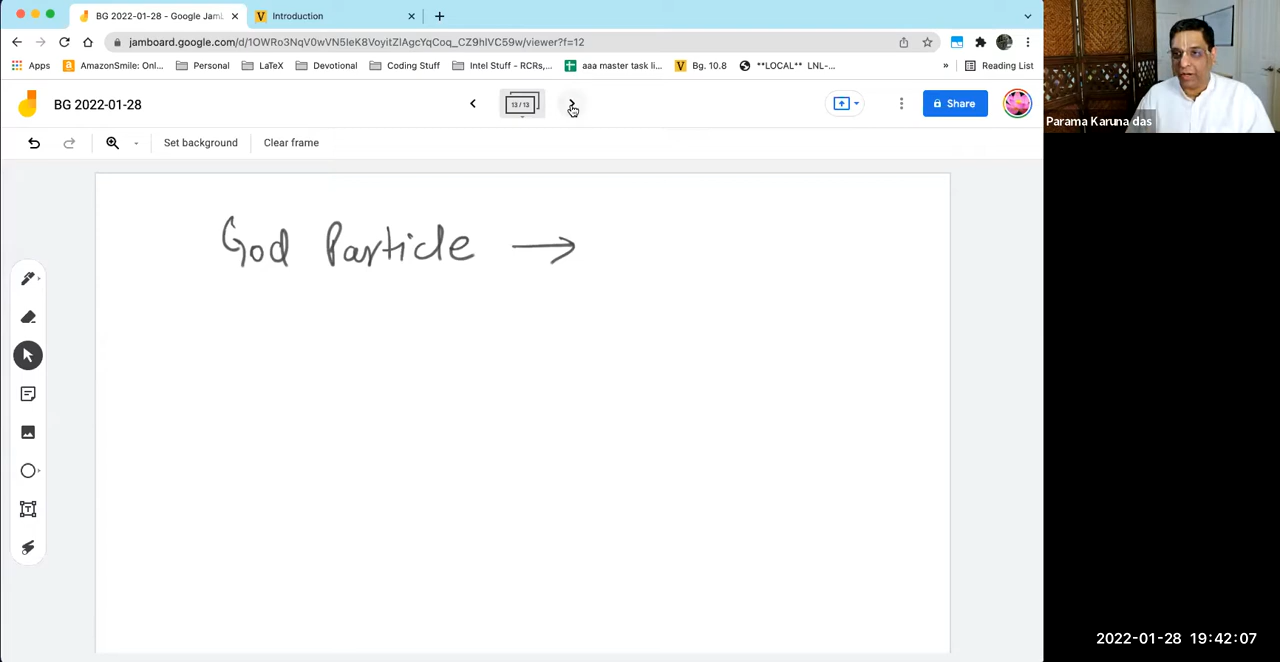 BG 2022-01-28 - Google Jam
Introduction
jamboard.google.com/d/1OWRo3NqV0wVN5IeK8VoyitZIAgcYqCoq_CZ9hIVC59w/viewer?f=12
Apps AmazonSmile: Onl... Personal LaTeX Devotional Coding Stuff Intel Stuff - RCRs,... aaa master task li... Bg. 10.8 **LOCAL** LNL-... » Reading List
BG 2022-01-28
13 / 13
Share
Set background Clear frame
God Particle →
Parama Karuna das
2022-01-28 19:42:07